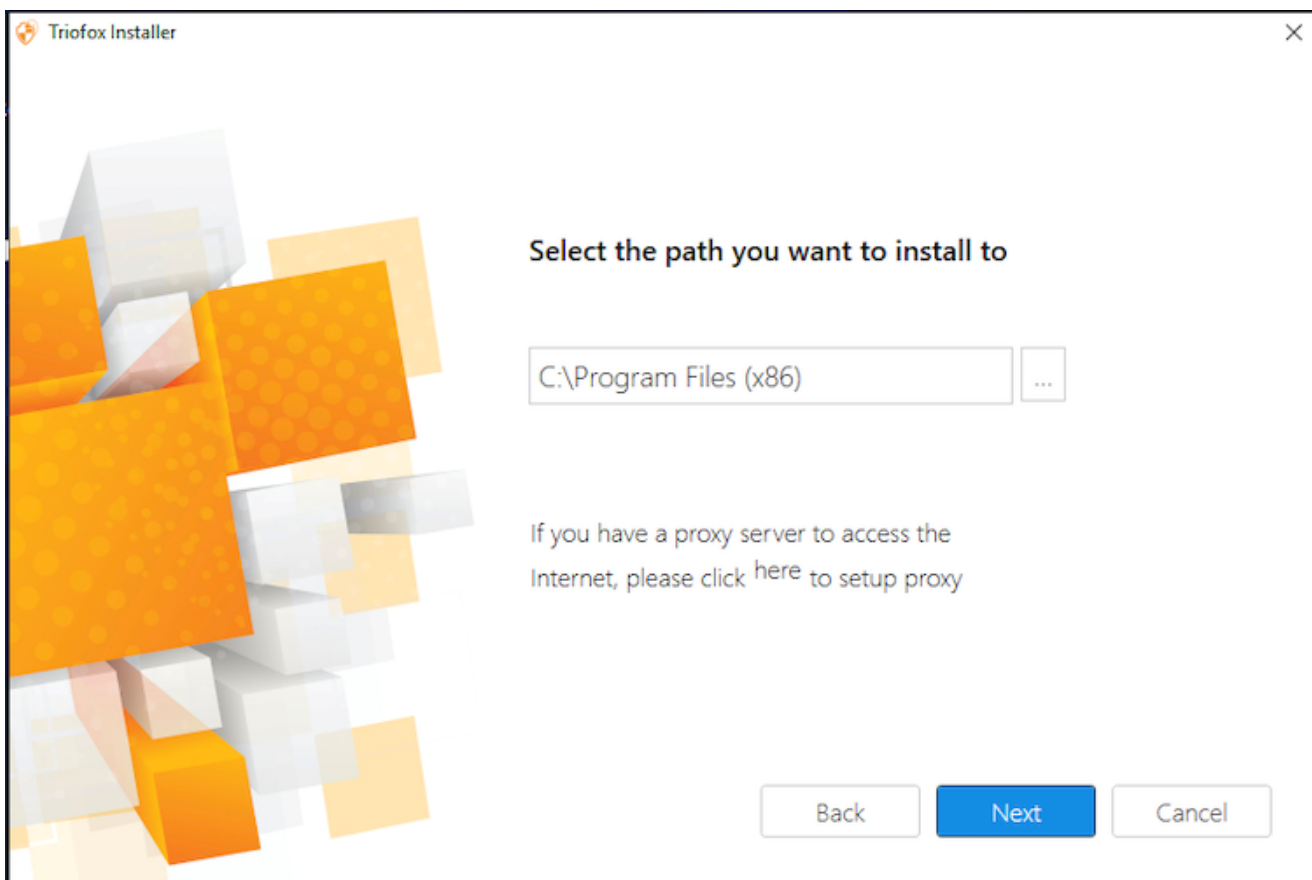 Triofox Installer
Select the path you want to install to
C:\Program Files (x86)
...
If you have a proxy server to access the
Internet, please click here to setup proxy
Back
Next
Cancel